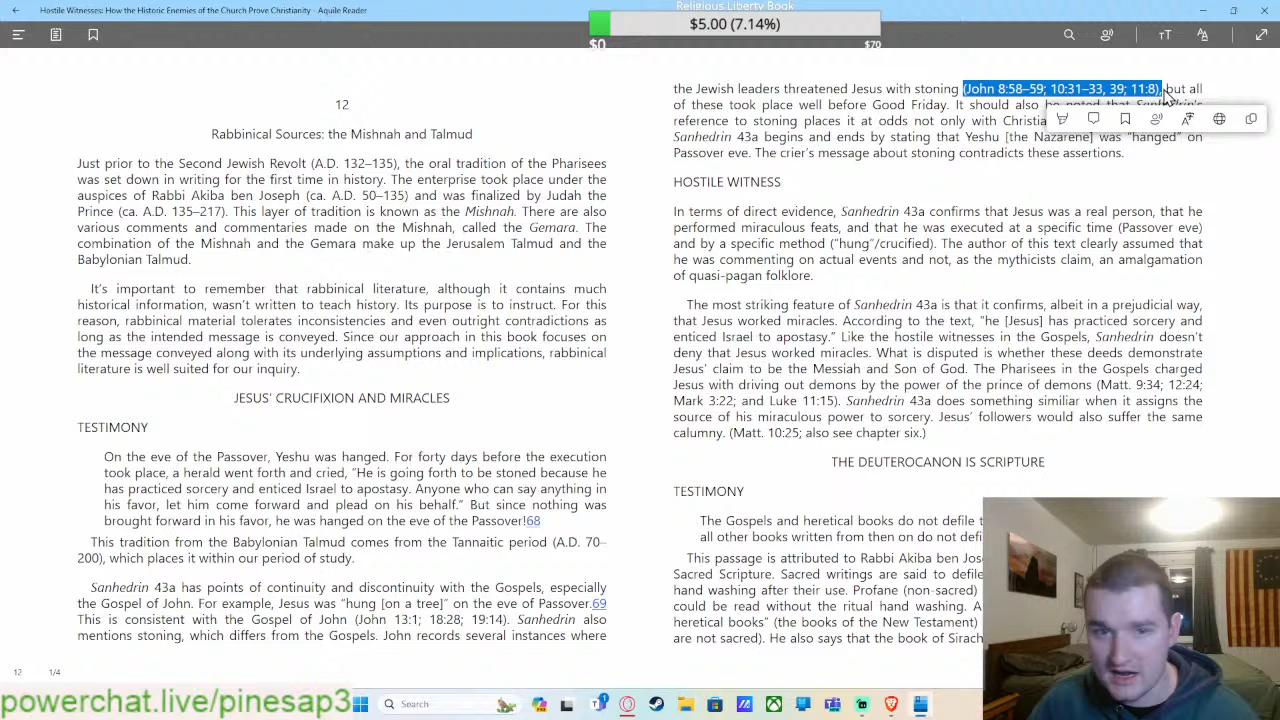 Hostile Witnesses: How the Historic Enemies of the Church Prove Christianity - Aquile Reader
Religious Liberty Book
$5.00 (7.14%)
$0
$70
12
Rabbinical Sources: the Mishnah and Talmud
Just prior to the Second Jewish Revolt (A.D. 132–135), the oral tradition of the Pharisees
was set down in writing for the first time in history. The enterprise took place under the
auspices of Rabbi Akiba ben Joseph (ca. A.D. 50–135) and was finalized by Judah the
Prince (ca. A.D. 135–217). This layer of tradition is known as the Mishnah. There are also
various comments and commentaries made on the Mishnah, called the Gemara. The
combination of the Mishnah and the Gemara make up the Jerusalem Talmud and the
Babylonian Talmud.
It's important to remember that rabbinical literature, although it contains much
historical information, wasn't written to teach history. Its purpose is to instruct. For this
reason, rabbinical material tolerates inconsistencies and even outright contradictions as
long as the intended message is conveyed. Since our approach in this book focuses on
the message conveyed along with its underlying assumptions and implications, rabbinical
literature is well suited for our inquiry.
JESUS' CRUCIFIXION AND MIRACLES
TESTIMONY
On the eve of the Passover, Yeshu was hanged. For forty days before the execution
took place, a herald went forth and cried, "He is going forth to be stoned because he
has practiced sorcery and enticed Israel to apostasy. Anyone who can say anything in
his favor, let him come forward and plead on his behalf." But since nothing was
brought forward in his favor, he was hanged on the eve of the Passover!68
This tradition from the Babylonian Talmud comes from the Tannaitic period (A.D. 70–
200), which places it within our period of study.
Sanhedrin 43a has points of continuity and discontinuity with the Gospels, especially
the Gospel of John. For example, Jesus was "hung [on a tree]" on the eve of Passover.69
This is consistent with the Gospel of John (John 13:1; 18:28; 19:14). Sanhedrin also
mentions stoning, which differs from the Gospels. John records several instances where
the Jewish leaders threatened Jesus with stoning (John 8:58–59; 10:31–33, 39; 11:8), but all
of these took place well before Good Friday. It should also be noted that Sanhedrin's
reference to stoning places it at odds not only with Christia
Sanhedrin 43a begins and ends by stating that Yeshu [the Nazarene] was "hanged" on
Passover eve. The crier's message about stoning contradicts these assertions.
HOSTILE WITNESS
In terms of direct evidence, Sanhedrin 43a confirms that Jesus was a real person, that he
performed miraculous feats, and that he was executed at a specific time (Passover eve)
and by a specific method ("hung"/crucified). The author of this text clearly assumed that
he was commenting on actual events and not, as the mythicists claim, an amalgamation
of quasi-pagan folklore.
The most striking feature of Sanhedrin 43a is that it confirms, albeit in a prejudicial way,
that Jesus worked miracles. According to the text, "he [Jesus] has practiced sorcery and
enticed Israel to apostasy." Like the hostile witnesses in the Gospels, Sanhedrin doesn't
deny that Jesus worked miracles. What is disputed is whether these deeds demonstrate
Jesus' claim to be the Messiah and Son of God. The Pharisees in the Gospels charged
Jesus with driving out demons by the power of the prince of demons (Matt. 9:34; 12:24;
Mark 3:22; and Luke 11:15). Sanhedrin 43a does something similiar when it assigns the
source of his miraculous power to sorcery. Jesus' followers would also suffer the same
calumny. (Matt. 10:25; also see chapter six.)
THE DEUTEROCANON IS SCRIPTURE
TESTIMONY
The Gospels and heretical books do not defile t
all other books written from then on do not defi
This passage is attributed to Rabbi Akiba ben Jos
Sacred Scripture. Sacred writings are said to defile
hand washing after their use. Profane (non-sacred)
could be read without the ritual hand washing. A
heretical books" (the books of the New Testament)
are not sacred). He also says that the book of Sirach
12 1/4
powerchat.live/pinesap3
Search